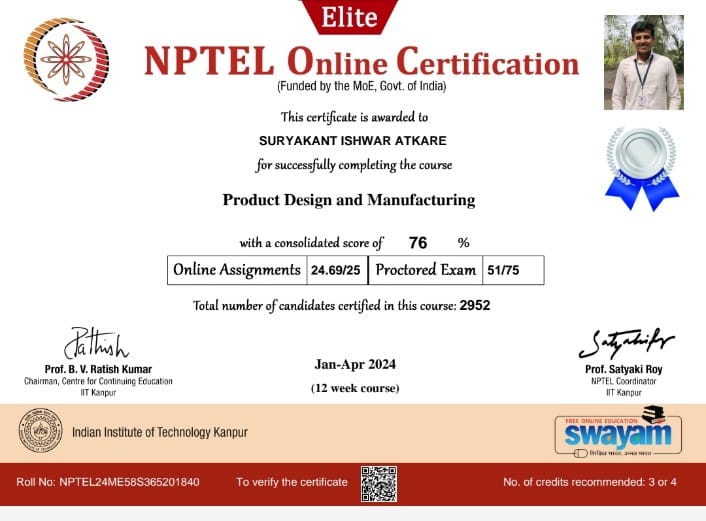 Elite
NPTEL Online Certification
(Funded by the MoE, Govt. of India)
This certificate is awarded to
SURYAKANT ISHWAR ATKARE
for successfully completing the course
Product Design and Manufacturing
with a consolidated score of 76 %
Online Assignments 24.69/25 Proctored Exam 51/75
Total number of candidates certified in this course: 2952
Prof. B. V. Ratish Kumar
Chairman, Centre for Continuing Education
IIT Kanpur
Jan-Apr 2024
(12 week course)
Prof. Satyaki Roy
NPTEL Coordinator
IIT Kanpur
Indian Institute of Technology Kanpur
FREE ONLINE EDUCATION
swayam
शिक्षित भारत, उन्नत भारत
Roll No: NPTEL24ME58S365201840
To verify the certificate
No. of credits recommended: 3 or 4